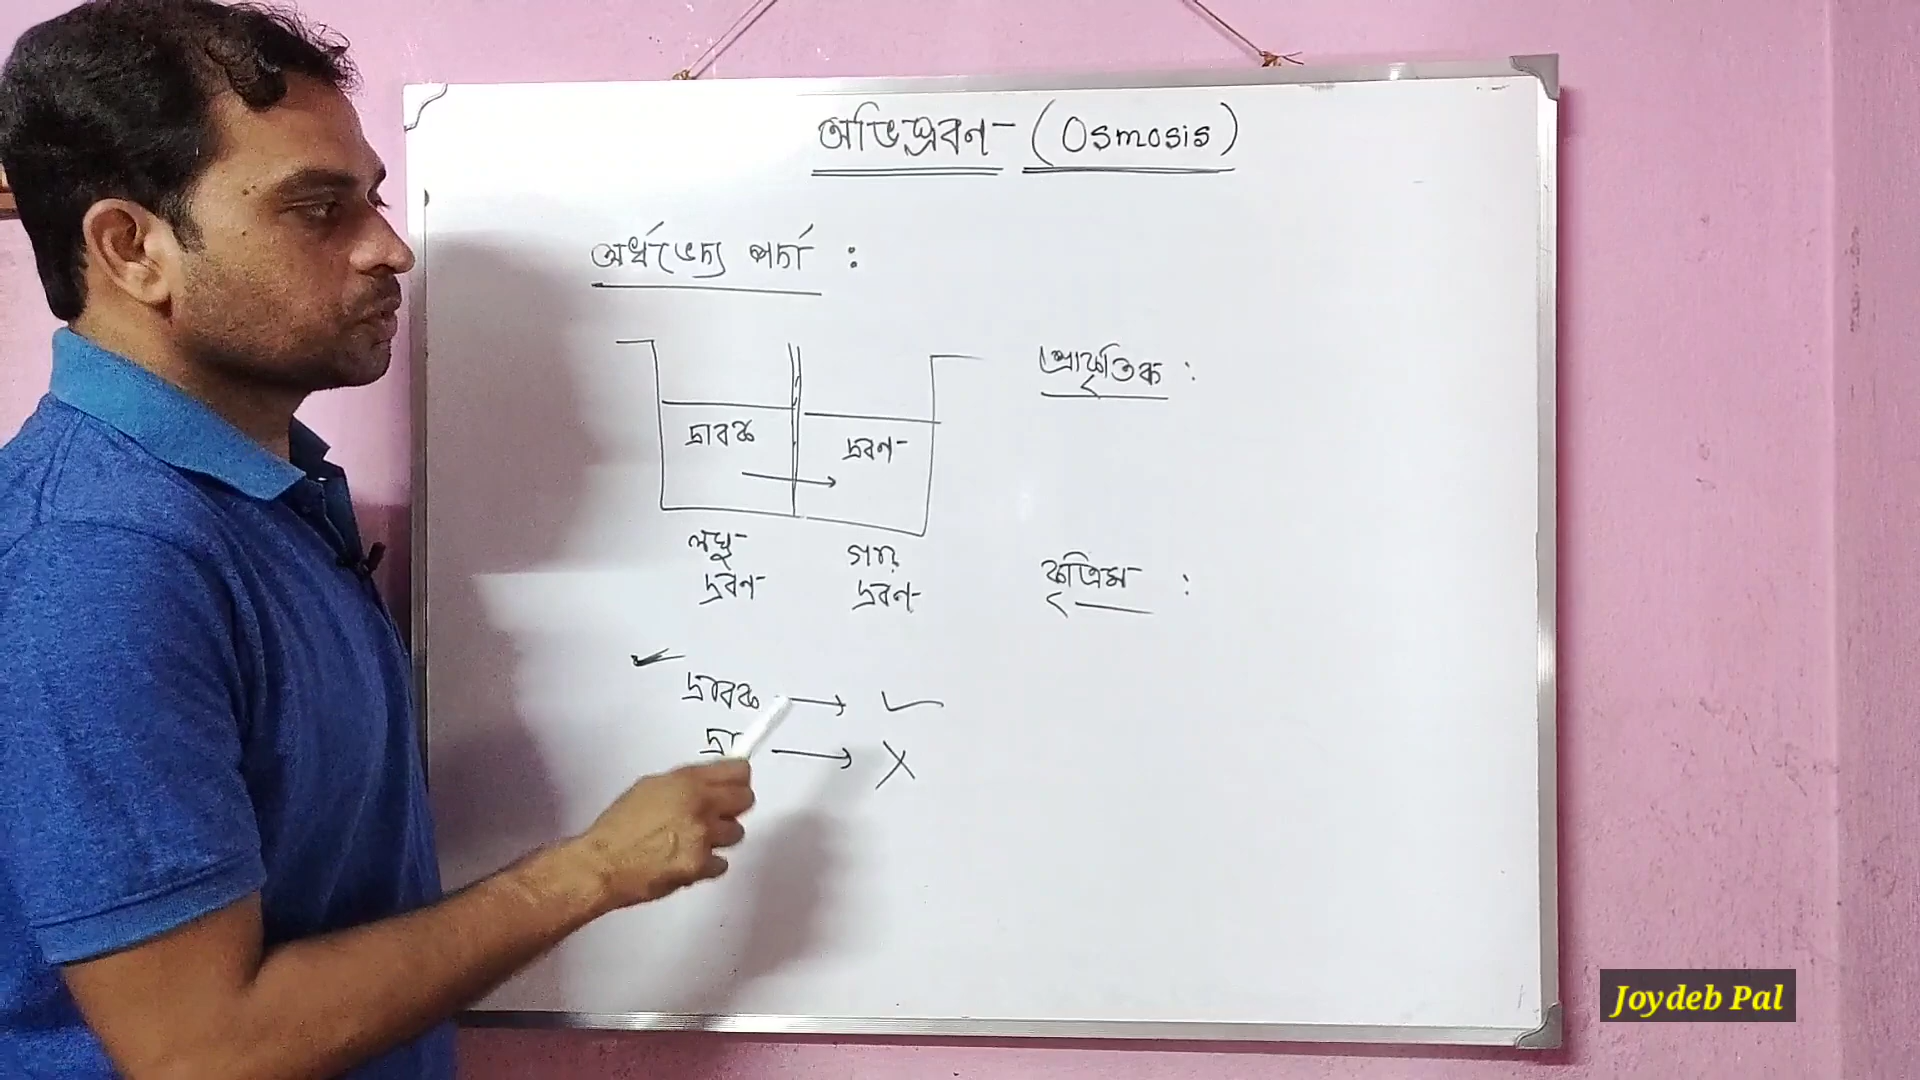 অভিস্রবণ (Osmosis)
অর্ধভেদ্য পর্দা :
দ্রাবক
দ্রবণ
লঘু
দ্রবণ
গাঢ়
দ্রবণ
প্রাকৃতিক :
কৃত্রিম :
দ্রাবক → ✓
→ ✗
Joydeb Pal